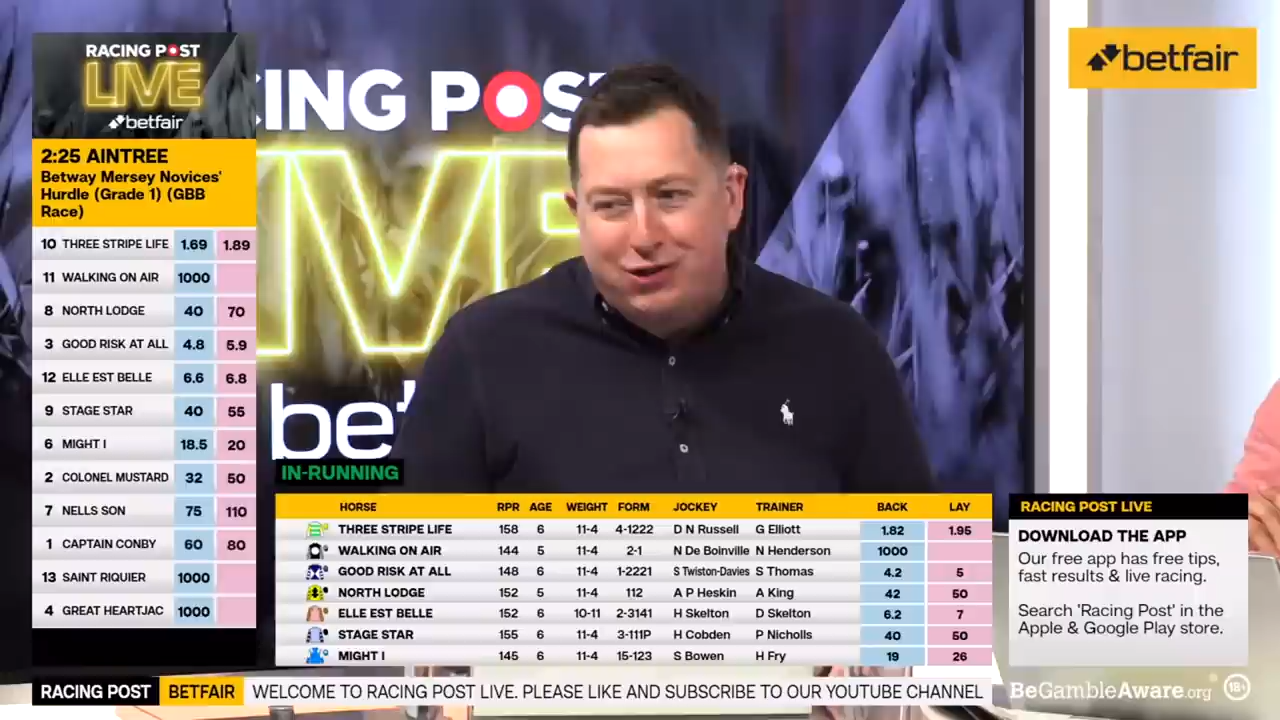 RACING POST
LIVE
betfair
2:25 AINTREE
Betway Mersey Novices'
Hurdle (Grade 1) (GBB
Race)
10 THREE STRIPE LIFE 1.69 1.89
11 WALKING ON AIR 1000
8 NORTH LODGE 40 70
3 GOOD RISK AT ALL 4.8 5.9
12 ELLE EST BELLE 6.6 6.8
9 STAGE STAR 40 55
6 MIGHT I 18.5 20
2 COLONEL MUSTARD 32 50
7 NELLS SON 75 110
1 CAPTAIN CONBY 60 80
13 SAINT RIQUIER 1000
4 GREAT HEARTJAC 1000
CING POS
IVE
bet
betfair
IN-RUNNING
HORSE RPR AGE WEIGHT FORM JOCKEY TRAINER BACK LAY
THREE STRIPE LIFE 158 6 11-4 4-1222 D N Russell G Elliott 1.82 1.95
WALKING ON AIR 144 5 11-4 2-1 N De Boinville N Henderson 1000
GOOD RISK AT ALL 148 6 11-4 1-2221 S Twiston-Davies S Thomas 4.2 5
NORTH LODGE 152 5 11-4 112 A P Heskin A King 42 50
ELLE EST BELLE 152 6 10-11 2-3141 H Skelton D Skelton 6.2 7
STAGE STAR 155 6 11-4 3-111P H Cobden P Nicholls 40 50
MIGHT I 145 6 11-4 15-123 S Bowen H Fry 19 26
RACING POST LIVE
DOWNLOAD THE APP
Our free app has free tips,
fast results & live racing.
Search 'Racing Post' in the
Apple & Google Play store.
RACING POST BETFAIR WELCOME TO RACING POST LIVE. PLEASE LIKE AND SUBSCRIBE TO OUR YOUTUBE CHANNEL
BeGambleAware.org 18+